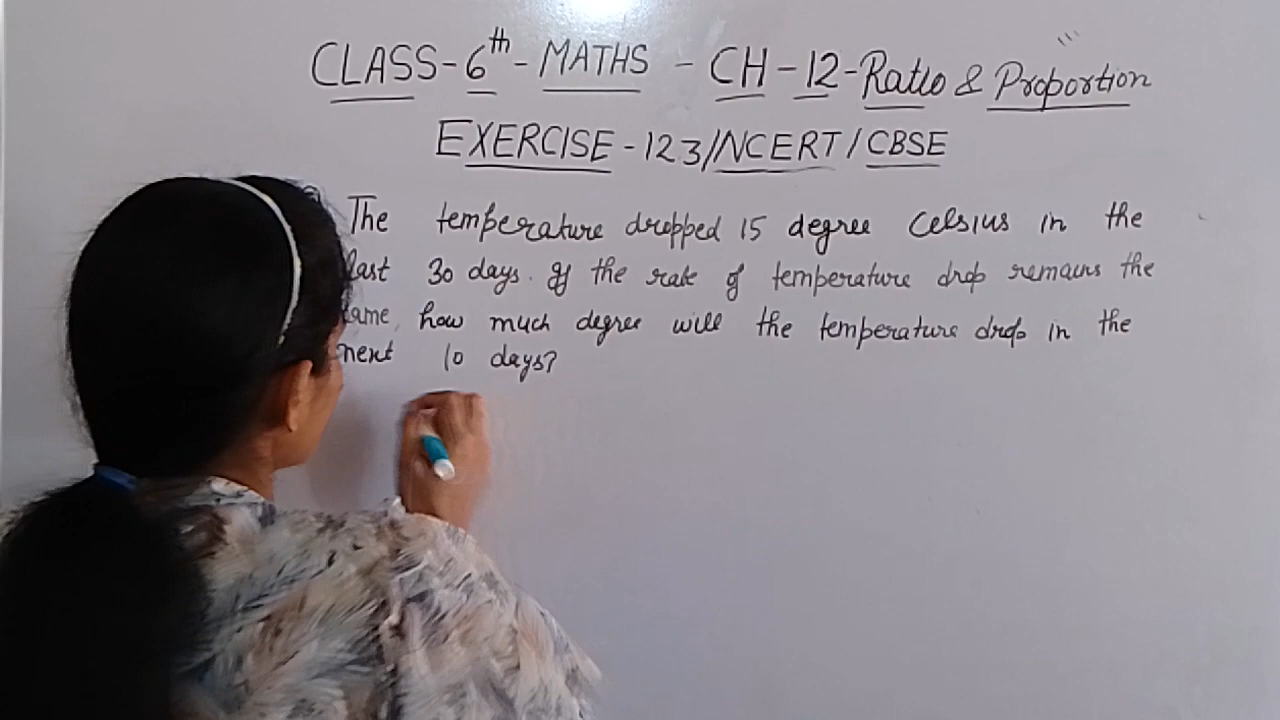 CLASS-6th-MATHS - CH-12-Ratio & Proportion
EXERCISE-12 3/NCERT/CBSE
The temperature dropped 15 degree Celsius in the
last 30 days. If the rate of temperature drop remains the
same, how much degree will the temperature drop in the
next 10 days?